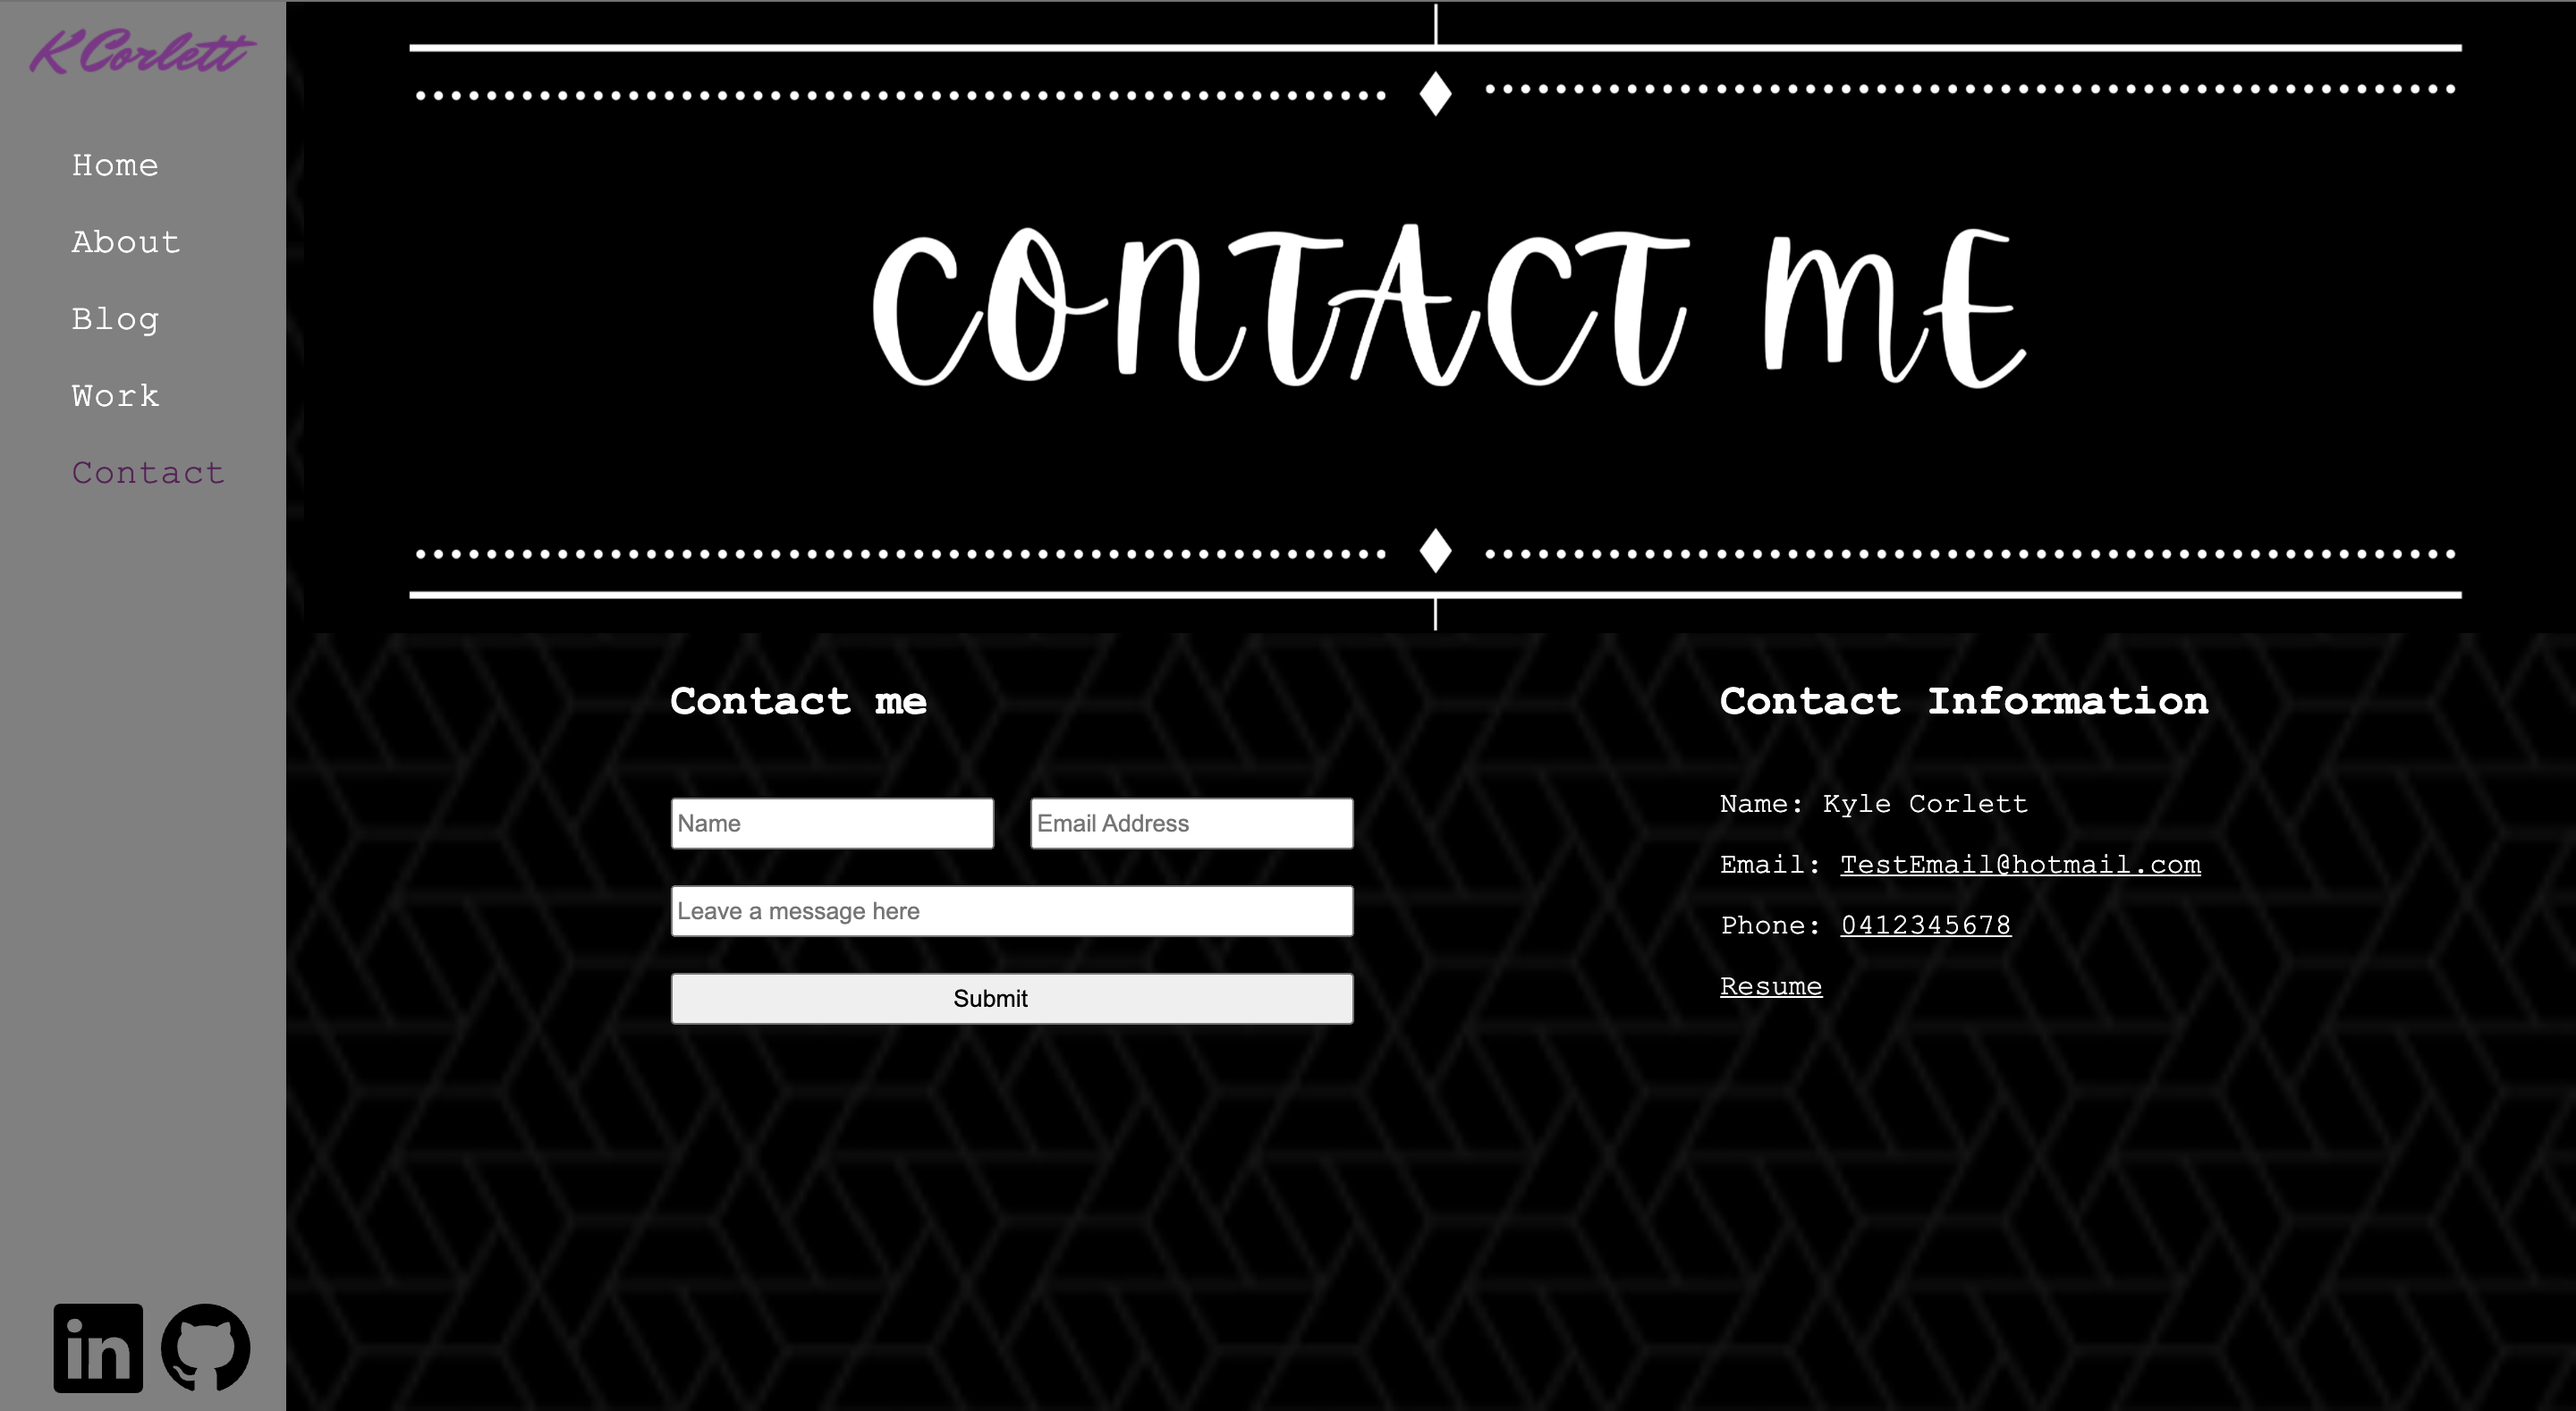 K Corlett
Home
About
Blog
Work
Contact
CONTACT ME
Contact me
Name
Email Address
Leave a message here
Submit
Contact Information
Name: Kyle Corlett
Email: TestEmail@hotmail.com
Phone: 0412345678
Resume
in